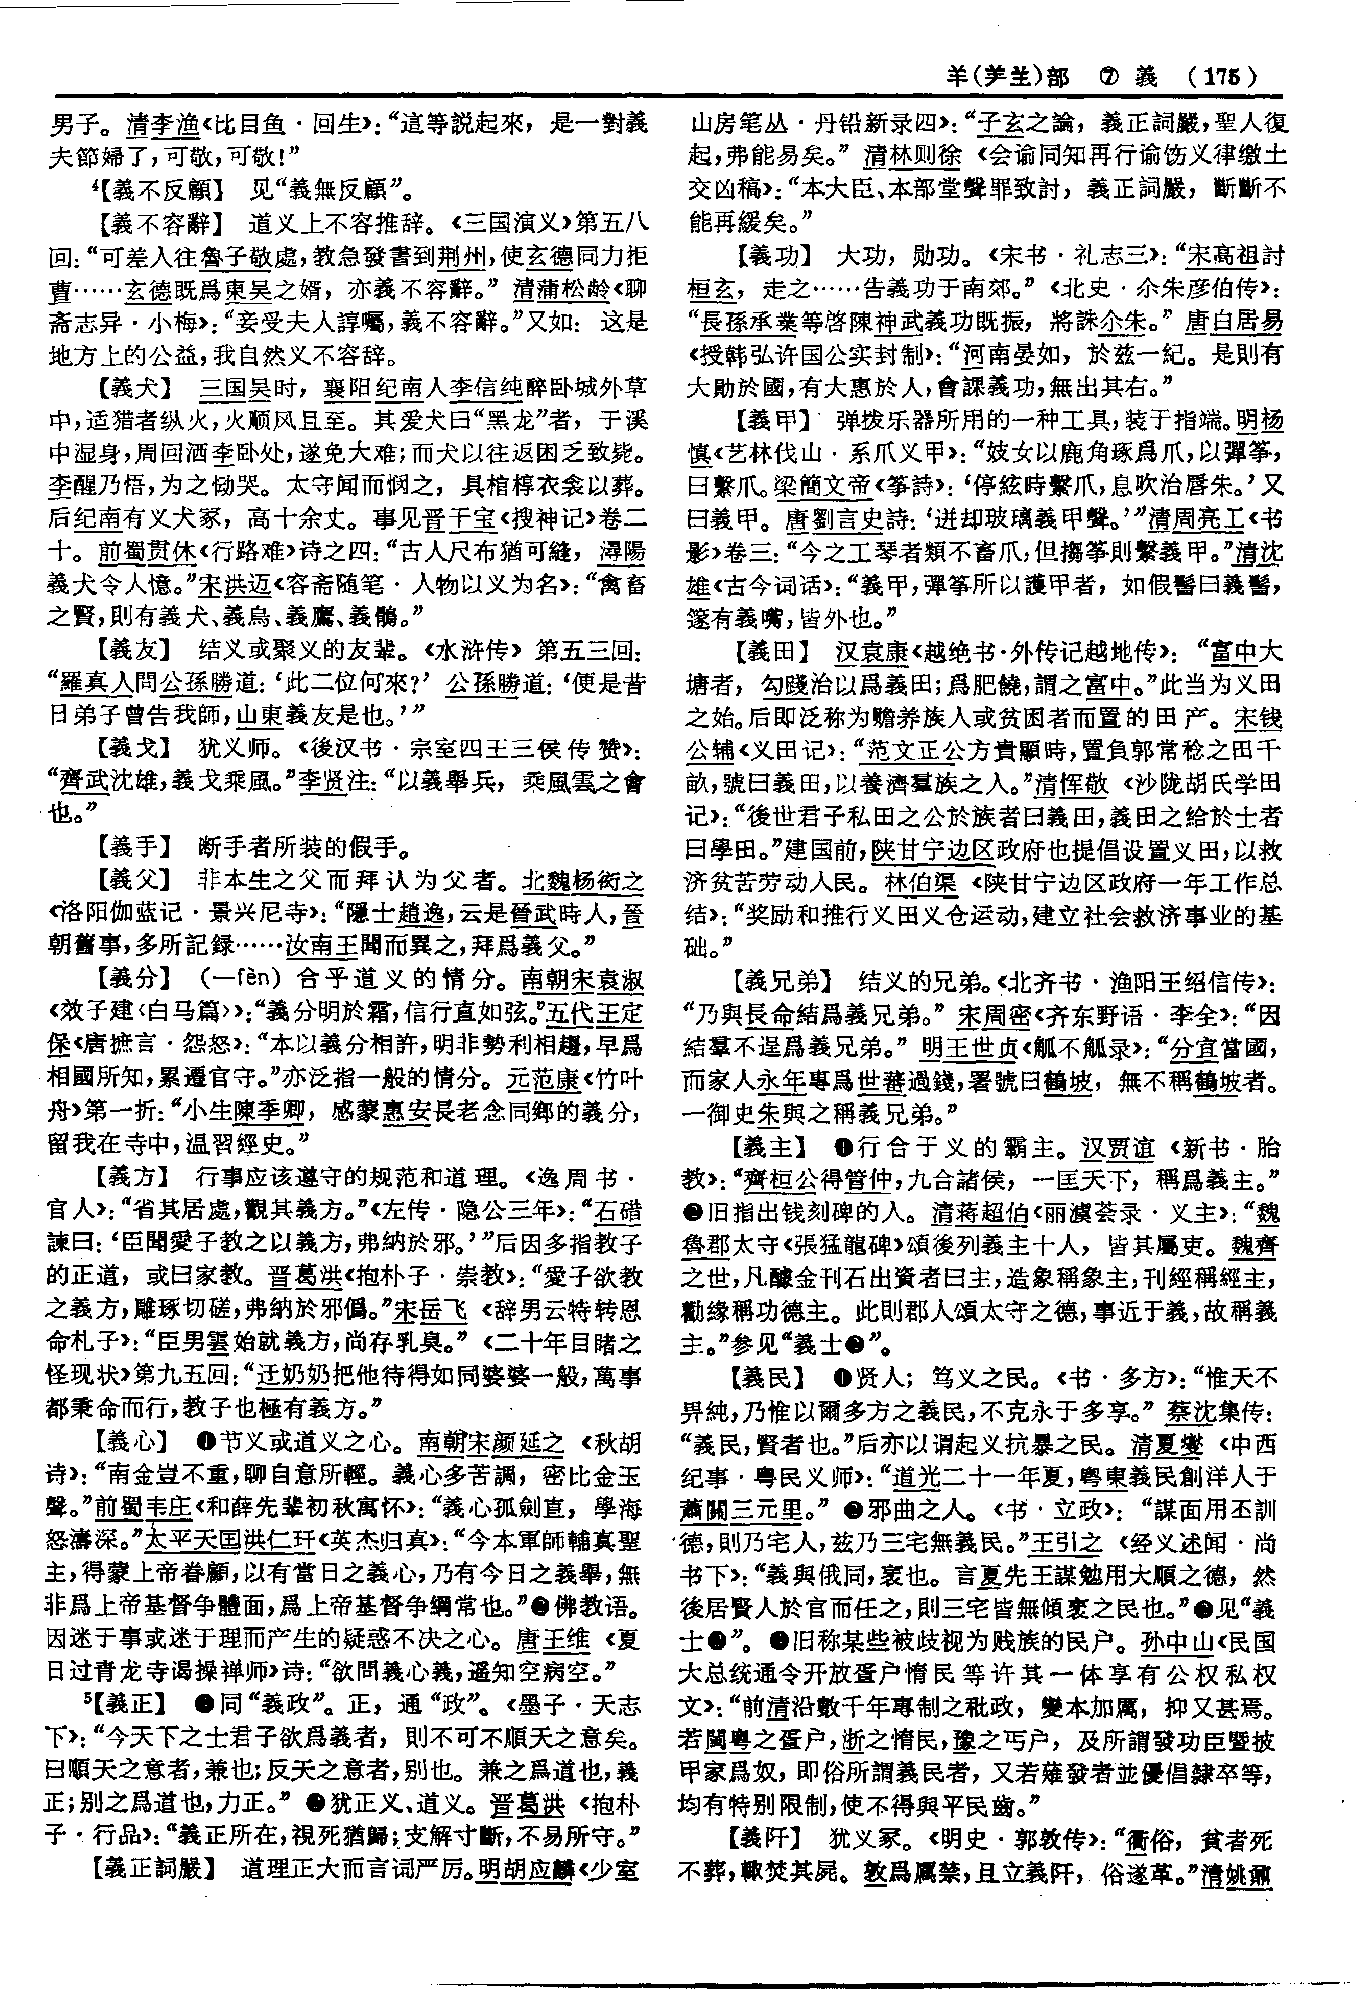 羊(⺶⺷)部　⑦ 義　(175)
男子。清李渔《比目鱼·回生》：“這等説起來，是一對義
夫節婦了，可敬，可敬！”
⁴【義不反顧】　见“義無反顧”。
【義不容辭】　道义上不容推辞。《三国演义》第五八
回：“可差人往魯子敬處，教急發書到荆州，使玄德同力拒
曹……玄德既爲東吴之婿，亦義不容辭。”清蒲松龄《聊
斋志异·小梅》：“妾受夫人諄囑，義不容辭。”又如：这是
地方上的公益，我自然义不容辞。
【義犬】　三国吴时，襄阳纪南人李信纯醉卧城外草
中，适猎者纵火，火顺风且至。其爱犬曰“黑龙”者，于溪
中湿身，周回洒李卧处，遂免大难；而犬以往返困乏致毙。
李醒乃悟，为之恸哭。太守闻而悯之，具棺椁衣衾以葬。
后纪南有义犬冢，高十余丈。事见晋干宝《搜神记》卷二
十。前蜀贯休《行路难》诗之四：“古人尺布猶可縫，潯陽
義犬令人憶。”宋洪迈《容斋随笔·人物以义为名》：“禽畜
之賢，則有義犬、義烏、義鷹、義鶻。”
【義友】　结义或聚义的友辈。《水浒传》第五三回：
“羅真人問公孫勝道：‘此二位何來？’公孫勝道：‘便是昔
日弟子曾告我師，山東義友是也。’”
【義戈】　犹义师。《後汉书·宗室四王三侯传赞》：
“齊武沈雄，義戈乘風。”李贤注：“以義舉兵，乘風雲之會
也。”
【義手】　断手者所装的假手。
【義父】　非本生之父而拜认为父者。北魏杨衒之
《洛阳伽蓝记·景兴尼寺》：“隱士趙逸，云是晉武時人，晉
朝舊事，多所記録……汝南王聞而異之，拜爲義父。”
【義分】　(—fèn) 合乎道义的情分。南朝宋袁淑
《效子建〈白马篇〉》：“義分明於霜，信行直如弦。”五代王定
保《唐摭言·怨怒》：“本以義分相許，明非勢利相趨，早爲
相國所知，累遷官守。”亦泛指一般的情分。元范康《竹叶
舟》第一折：“小生陳季卿，感蒙惠安長老念同鄉的義分，
留我在寺中，温習經史。”
【義方】　行事应该遵守的规范和道理。《逸周书·
官人》：“省其居處，觀其義方。”《左传·隐公三年》：“石碏
諫曰：‘臣聞愛子教之以義方，弗納於邪。’”后因多指教子
的正道，或曰家教。晋葛洪《抱朴子·崇教》：“愛子欲教
之義方，雕琢切磋，弗納於邪僞。”宋岳飞《辞男云特转恩
命札子》：“臣男雲始就義方，尚存乳臭。”《二十年目睹之
怪现状》第九五回：“迂奶奶把他待得如同婆婆一般，萬事
都秉命而行，教子也極有義方。”
【義心】　❶节义或道义之心。南朝宋颜延之《秋胡
诗》：“南金豈不重，聊自意所輕。義心多苦調，密比金玉
聲。”前蜀韦庄《和薛先辈初秋寓怀》：“義心孤劍直，學海
怒濤深。”太平天国洪仁玕《英杰归真》：“今本軍師輔真聖
主，得蒙上帝眷顧，以有當日之義心，乃有今日之義舉，無
非爲上帝基督争體面，爲上帝基督争綱常也。”❷佛教语。
因迷于事或迷于理而产生的疑惑不决之心。唐王维《夏
日过青龙寺谒操禅师》诗：“欲問義心義，遥知空病空。”
⁵【義正】　❶同“義政”。正，通“政”。《墨子·天志
下》：“今天下之士君子欲爲義者，則不可不順天之意矣。
曰順天之意者，兼也；反天之意者，别也。兼之爲道也，義
正；别之爲道也，力正。”❷犹正义、道义。晋葛洪《抱朴
子·行品》：“義正所在，視死猶歸；支解寸斷，不易所守。”
【義正詞嚴】　道理正大而言词严厉。明胡应麟《少室
山房笔丛·丹铅新录四》：“子玄之論，義正詞嚴，聖人復
起，弗能易矣。”清林则徐《会谕同知再行谕饬义律缴土
交凶稿》：“本大臣、本部堂聲罪致討，義正詞嚴，斷斷不
能再緩矣。”
【義功】　大功，勋功。《宋书·礼志三》：“宋高祖討
桓玄，走之……告義功于南郊。”《北史·尒朱彦伯传》：
“長孫承業等啓陳神武義功既振，將誅尒朱。”唐白居易
《授韩弘许国公实封制》：“河南晏如，於兹一紀。是則有
大勛於國，有大惠於人，會課義功，無出其右。”
【義甲】　弹拨乐器所用的一种工具，装于指端。明杨
慎《艺林伐山·系爪义甲》：“妓女以鹿角琢爲爪，以彈筝，
曰繫爪。梁簡文帝《筝詩》：‘停絃時繫爪，息吹治唇朱。’又
曰義甲。唐劉言史詩：‘迸却玻璃義甲聲。’”清周亮工《书
影》卷三：“今之工琴者類不畜爪，但搊筝則繫義甲。”清沈
雄《古今词话》：“義甲，彈筝所以護甲者，如假髻曰義髻，
篴有義嘴，皆外也。”
【義田】　汉袁康《越绝书·外传记越地传》：“富中大
塘者，勾踐治以爲義田；爲肥饒，謂之富中。”此当为义田
之始。后即泛称为赡养族人或贫困者而置的田产。宋钱
公辅《义田记》：“范文正公方貴顯時，置負郭常稔之田千
畝，號曰義田，以養濟羣族之人。”清恽敬《沙陇胡氏学田
记》：“後世君子私田之公於族者曰義田，義田之給於士者
曰學田。”建国前，陕甘宁边区政府也提倡设置义田，以救
济贫苦劳动人民。林伯渠《陕甘宁边区政府一年工作总
结》：“奖励和推行义田义仓运动，建立社会救济事业的基
础。”
【義兄弟】　结义的兄弟。《北齐书·渔阳王绍信传》：
“乃與長命結爲義兄弟。”宋周密《齐东野语·李全》：“因
結羣不逞爲義兄弟。”明王世贞《觚不觚录》：“分宜當國，
而家人永年專爲世蕃過錢，署號曰鶴坡，無不稱鶴坡者。
一御史朱與之稱義兄弟。”
【義主】　❶行合于义的霸主。汉贾谊《新书·胎
教》：“齊桓公得管仲，九合諸侯，一匡天下，稱爲義主。”
❷旧指出钱刻碑的人。清蒋超伯《丽澞荟录·义主》：“魏
魯郡太守《張猛龍碑》頌後列義主十人，皆其屬吏。魏齊
之世，凡醵金刊石出資者曰主，造象稱象主，刊經稱經主，
勸緣稱功德主。此則郡人頌太守之德，事近于義，故稱義
主。”参见“義士❷”。
【義民】　❶贤人；笃义之民。《书·多方》：“惟天不
畀純，乃惟以爾多方之義民，不克永于多享。”蔡沈集传：
“義民，賢者也。”后亦以谓起义抗暴之民。清夏燮《中西
纪事·粤民义师》：“道光二十一年夏，粤東義民創洋人于
蕭關三元里。”❷邪曲之人。《书·立政》：“謀面用丕訓
德，則乃宅人，兹乃三宅無義民。”王引之《经义述闻·尚
书下》：“義與俄同，衺也。言夏先王謀勉用大順之德，然
後居賢人於官而任之，則三宅皆無傾衺之民也。”❸见“義
士❷”。❹旧称某些被歧视为贱族的民户。孙中山《民国
大总统通令开放疍户惰民等许其一体享有公权私权
文》：“前清沿數千年專制之秕政，變本加厲，抑又甚焉。
若閩粤之疍户，浙之惰民，豫之丐户，及所謂發功臣暨披
甲家爲奴，即俗所謂義民者，又若薙發者並優倡隸卒等，
均有特别限制，使不得與平民齒。”
【義阡】　犹义冢。《明史·郭敦传》：“衢俗，貧者死
不葬，輒焚其屍。敦爲厲禁，且立義阡，俗遂革。”清姚鼐